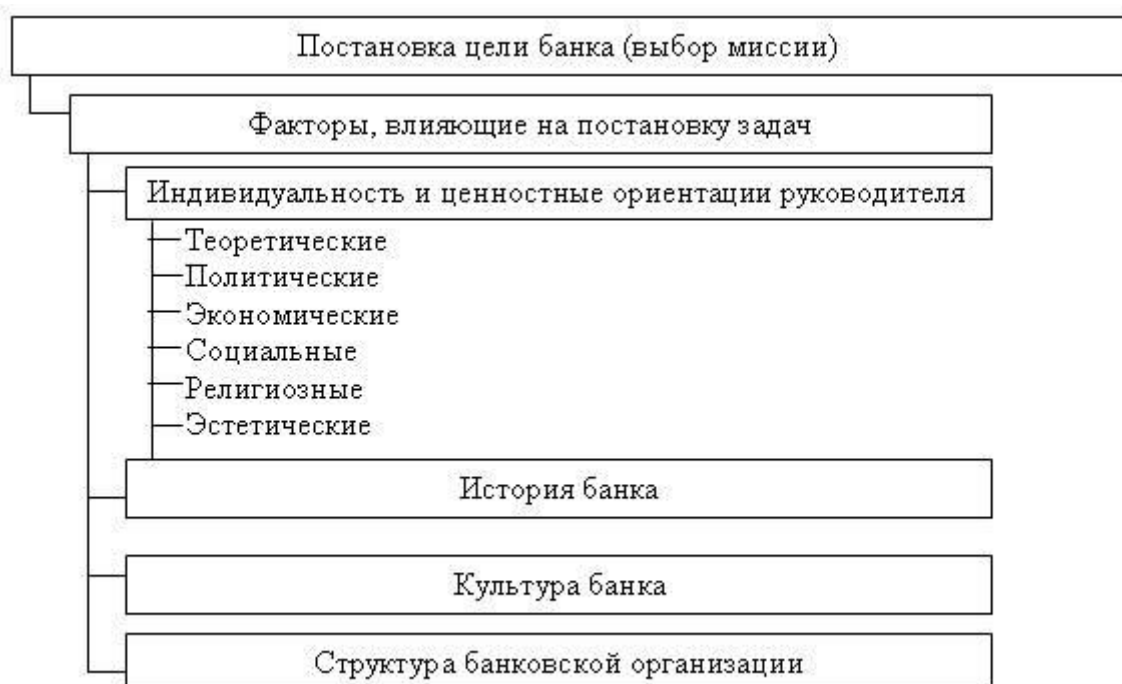 Постановка цели банка (выбор миссии)
Факторы, влияющие на постановку задач
Индивидуальность и ценностные ориентации руководителя
Теоретические
Политические
Экономические
Социальные
Религиозные
Эстетические
История банка
Культура банка
Структура банковской организации